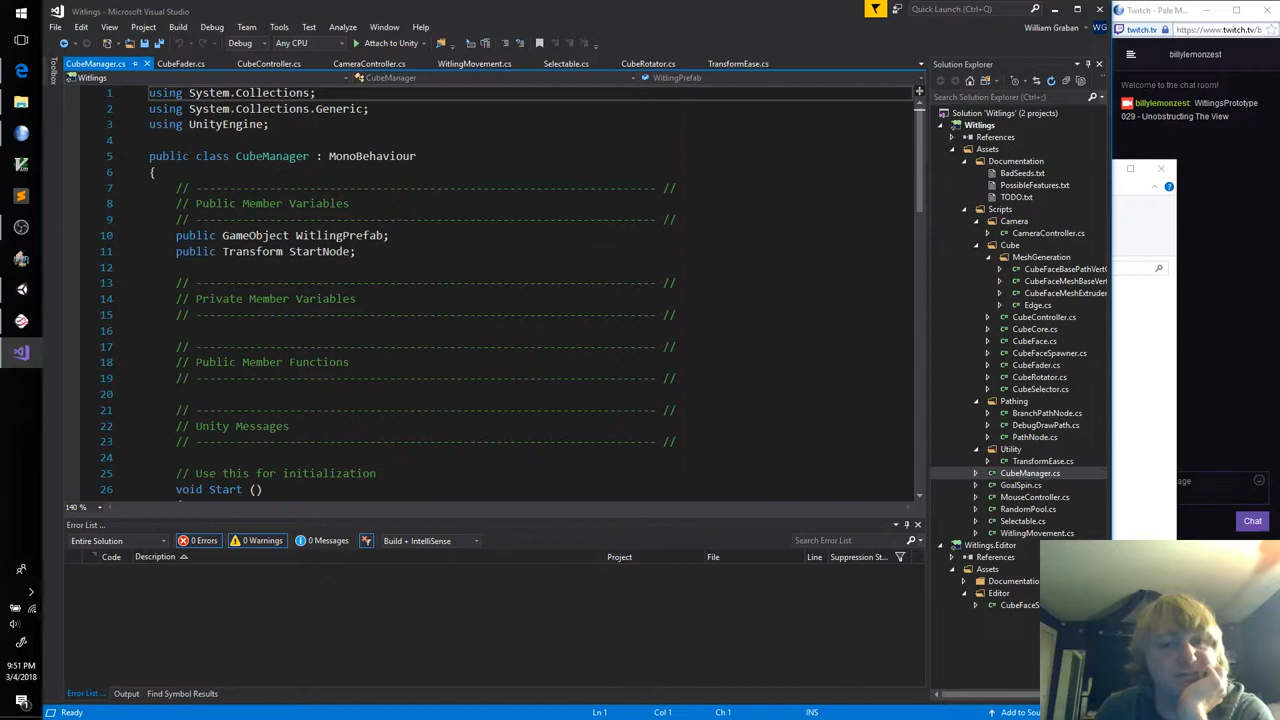 Witlings - Microsoft Visual Studio
Quick Launch (Ctrl+Q)
Twitch - Pale M...
File Edit View Project Build Debug Team Tools Test Analyze Window Help
William Graban WG
twitch.tv
https://www.twitch.tv/b
Debug Any CPU Attach to Unity
CubeManager.cs CubeFader.cs CubeController.cs CameraController.cs WitlingMovement.cs Selectable.cs CubeRotator.cs TransformEase.cs
Witlings CubeManager WitlingPrefab
Toolbox
1 using System.Collections;
2 using System.Collections.Generic;
3 using UnityEngine;
4
5 public class CubeManager : MonoBehaviour
6 {
7 // --------------------------------------------------------------------- //
8 // Public Member Variables
9 // --------------------------------------------------------------------- //
10 public GameObject WitlingPrefab;
11 public Transform StartNode;
12
13 // --------------------------------------------------------------------- //
14 // Private Member Variables
15 // --------------------------------------------------------------------- //
16
17 // --------------------------------------------------------------------- //
18 // Public Member Functions
19 // --------------------------------------------------------------------- //
20
21 // --------------------------------------------------------------------- //
22 // Unity Messages
23 // --------------------------------------------------------------------- //
24
25 // Use this for initialization
26 void Start ()
140 %
Solution Explorer
Search Solution Explorer (Ctrl+;)
Solution 'Witlings' (2 projects)
Witlings
References
Assets
Documentation
BadSeeds.txt
PossibleFeatures.txt
TODO.txt
Scripts
Camera
CameraController.cs
Cube
MeshGeneration
CubeFaceBasePathVert
CubeFaceMeshBaseVert
CubeFaceMeshExtruder
Edge.cs
CubeController.cs
CubeCore.cs
CubeFace.cs
CubeFaceSpawner.cs
CubeFader.cs
CubeRotator.cs
CubeSelector.cs
Pathing
BranchPathNode.cs
DebugDrawPath.cs
PathNode.cs
Utility
TransformEase.cs
CubeManager.cs
GoalSpin.cs
MouseController.cs
RandomPool.cs
Selectable.cs
WitlingMovement.cs
Witlings.Editor
References
Assets
Documentati
Editor
CubeFaceS
billylemonzest
Welcome to the chat room!
billylemonzest: WitlingsPrototype
029 - Unobstructing The View
age
Chat
Error List
Entire Solution 0 Errors 0 Warnings 0 Messages Build + IntelliSense Search Error List
Code Description Project File Line Suppression St...
Error List ... Output Find Symbol Results
9:51 PM
3/4/2018
Ready Ln 1 Col 1 Ch 1 INS Add to Sou